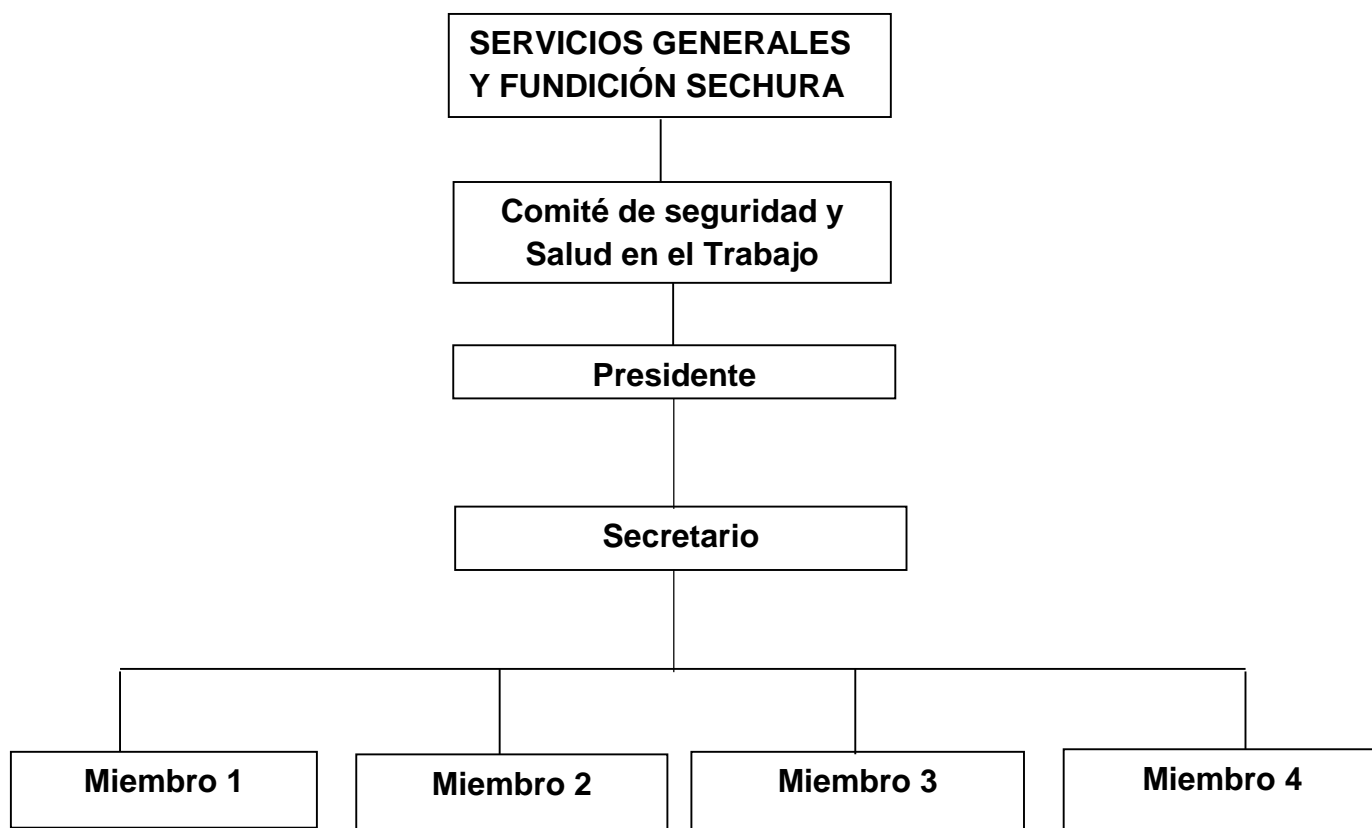 SERVICIOS GENERALES
Y FUNDICIÓN SECHURA
Comité de seguridad y
Salud en el Trabajo
Presidente
Secretario
Miembro 1
Miembro 2
Miembro 3
Miembro 4